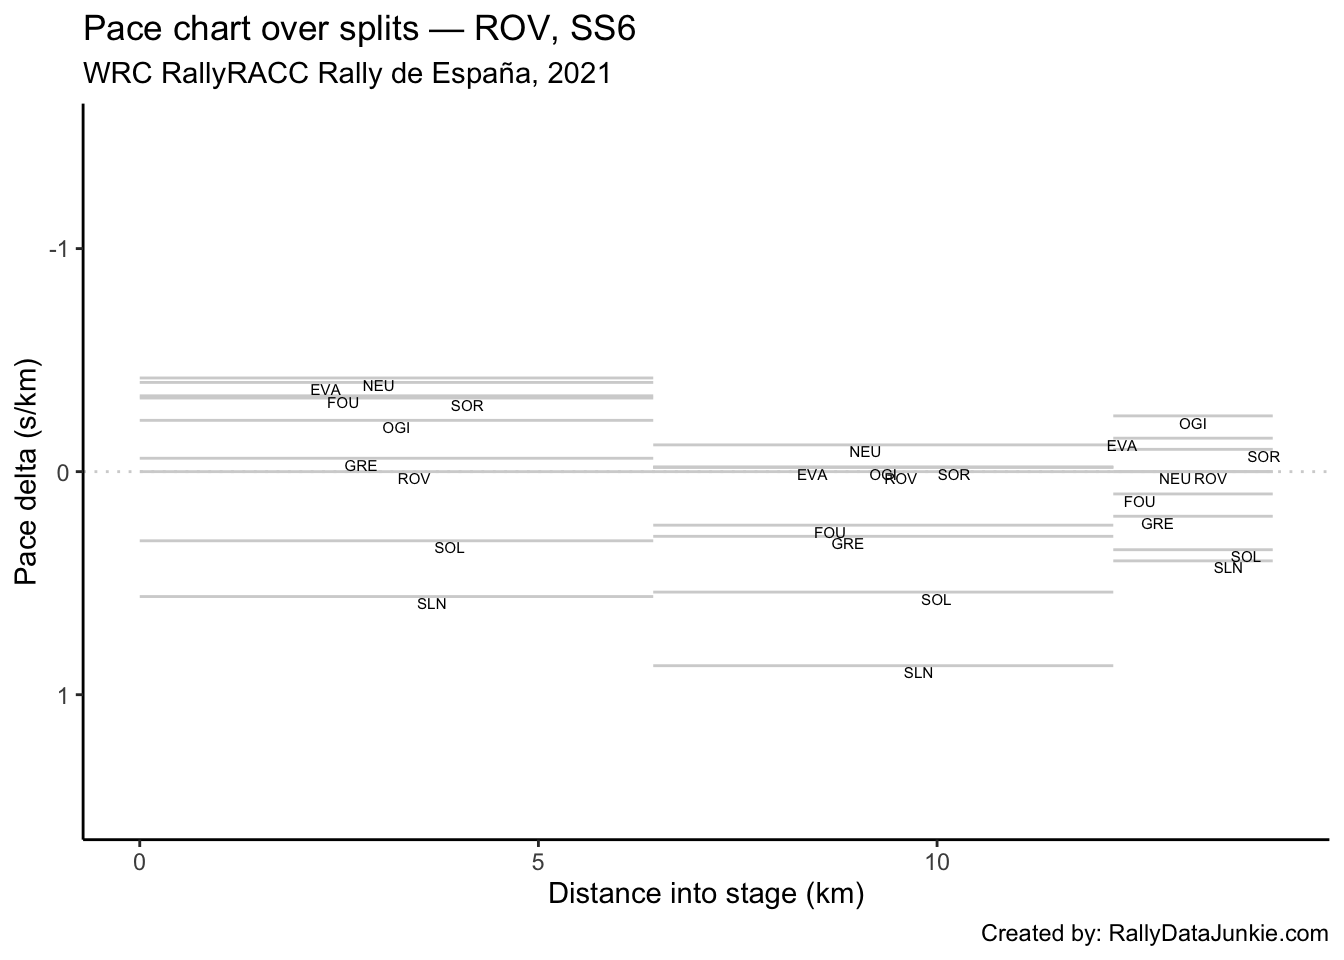 Pace chart over splits — ROV, SS6
WRC RallyRACC Rally de España, 2021
Pace delta (s/km)
-1
0
1
EVA NEU
FOU SOR
OGI
GRE
ROV
SOL
SLN
NEU
EVA OGI ROV SOR
FOU
GRE
SOL
SLN
OGI
EVA
SOR
NEU ROV
FOU
GRE
SOL
SLN
0 5 10
Distance into stage (km)
Created by: RallyDataJunkie.com